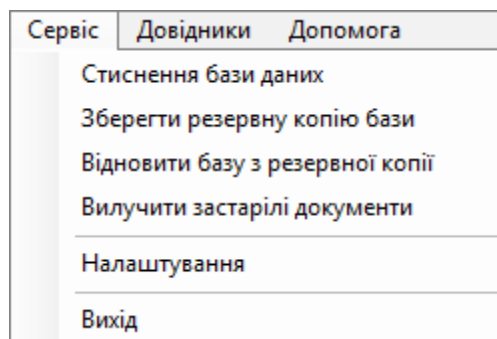 Сервіс Довідники Допомога
Стиснення бази даних
Зберегти резервну копію бази
Відновити базу з резервної копії
Вилучити застарілі документи
Налаштування
Вихід